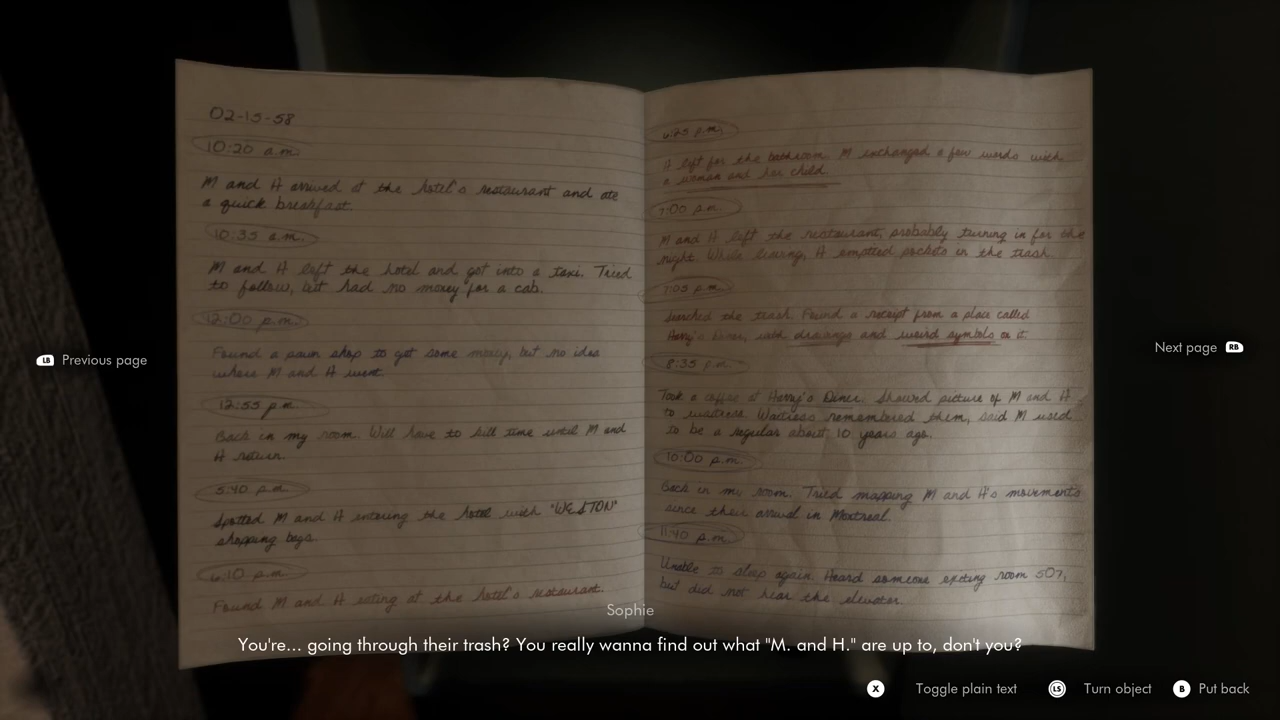 02-15-58
10:20 a.m.
M and H arrived at the hotel's restaurant and ate
a quick breakfast.
10:35 a.m.
M and H left the hotel and got into a taxi. Tried
to follow, but had no money for a cab.
12:00 p.m.
Found a pawn shop to get some money, but no idea
where M and H went.
12:55 p.m.
Back in my room. Will have to kill time until M and
H return.
5:40 p.m.
Spotted M and H entering the hotel with "WESTON"
shopping bags.
6:10 p.m.
Found M and H eating at the hotel's restaurant.
6:25 p.m.
H left for the bathroom. M exchanged a few words with
a woman and her child.
7:00 p.m.
M and H left the restaurant, probably turning in for the
night. While leaving, H emptied pockets in the trash.
7:05 p.m.
Searched the trash. Found a receipt from a place called
Harry's Diner, with drawings and weird symbols on it.
8:35 p.m.
Took a coffee at Harry's Diner. Showed picture of M and H
to waitress. Waitress remembered them, said M used
to be a regular about 10 years ago.
10:00 p.m.
Back in my room. Tried mapping M and H's movements
since their arrival in Montreal.
11:40 p.m.
Unable to sleep again. Heard someone exiting room 507,
but did not hear the elevator.
LB Previous page
Next page RB
Sophie
You're... going through their trash? You really wanna find out what "M. and H." are up to, don't you?
X Toggle plain text LS Turn object B Put back